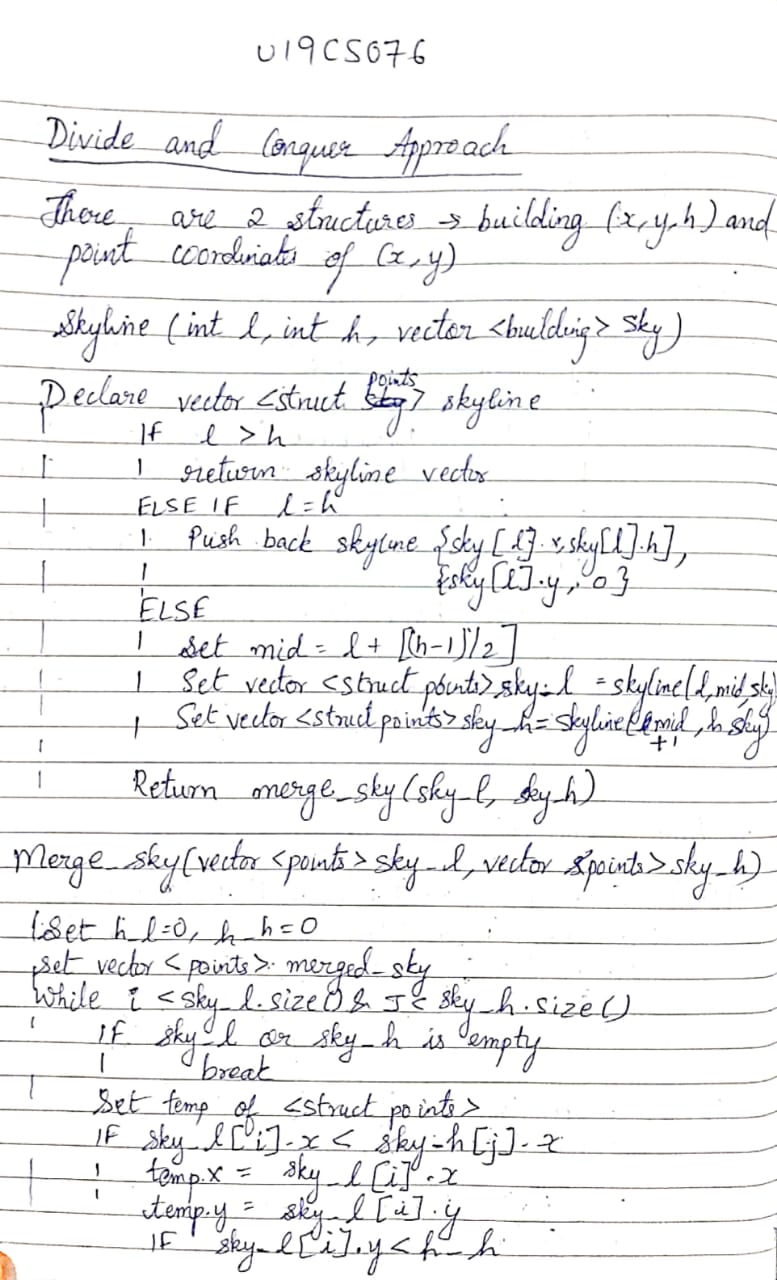 U19CS076
Divide and Conquer Approach
There are 2 structures → building (x, y, h) and
point coordinates of (x, y)
Skyline (int l, int h, vector <building> sky)
Declare vector <struct points> skyline
If l > h
return skyline vector
ELSE IF l = h
Push back skyline {sky[l].x, sky[l].h],
{sky[l].y, 0}
ELSE
Set mid = l + [(h-1)/2]
Set vector <struct points> sky_l = skyline(l, mid, sky)
Set vector <struct points> sky_h = skyline(mid+1, h sky)
Return merge_sky(sky_l, sky_h)
Merge_sky(vector <points> sky_l, vector <points> sky_h)
Set h_l=0, h_h=0
Set vector <points> merged_sky
While i < sky_l.size() & J < sky_h.size()
IF sky_l or sky_h is empty
break
Set temp of <struct points>
IF sky_l[i].x < sky_h[j].x
temp.x = sky_l[i].x
temp.y = sky_l[i].y
IF sky_l[i].y < h_h